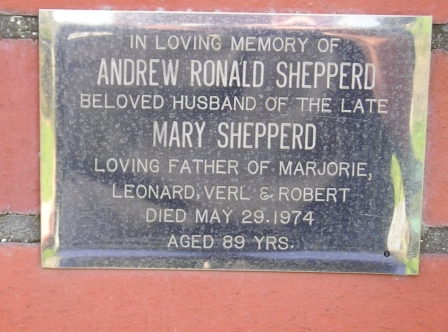 IN LOVING MEMORY OF
ANDREW RONALD SHEPPERD
BELOVED HUSBAND OF THE LATE
MARY SHEPPERD
LOVING FATHER OF MARJORIE,
LEONARD, VERL & ROBERT
DIED MAY 29.1974
AGED 89 YRS.